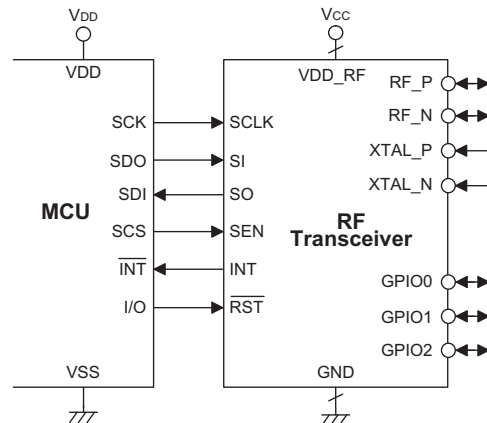 VDD
VCC
VDD
VDD_RF
RF_P
RF_N
SCK
SCLK
XTAL_P
SDO
SI
XTAL_N
SDI
SO
MCU
SCS
SEN
RF
Transceiver
INT
INT
I/O
RST
GPIO0
GPIO1
GPIO2
VSS
GND